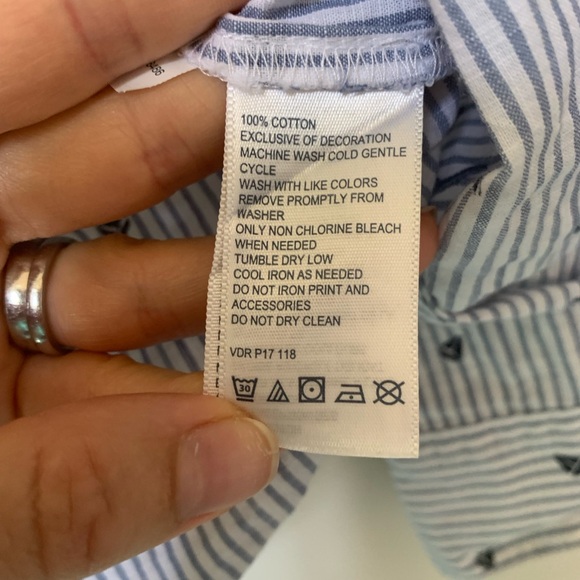 100% COTTON
EXCLUSIVE OF DECORATION
MACHINE WASH COLD GENTLE
CYCLE
WASH WITH LIKE COLORS
REMOVE PROMPTLY FROM
WASHER
ONLY NON CHLORINE BLEACH
WHEN NEEDED
TUMBLE DRY LOW
COOL IRON AS NEEDED
DO NOT IRON PRINT AND
ACCESSORIES
DO NOT DRY CLEAN
VDR P17 118
30